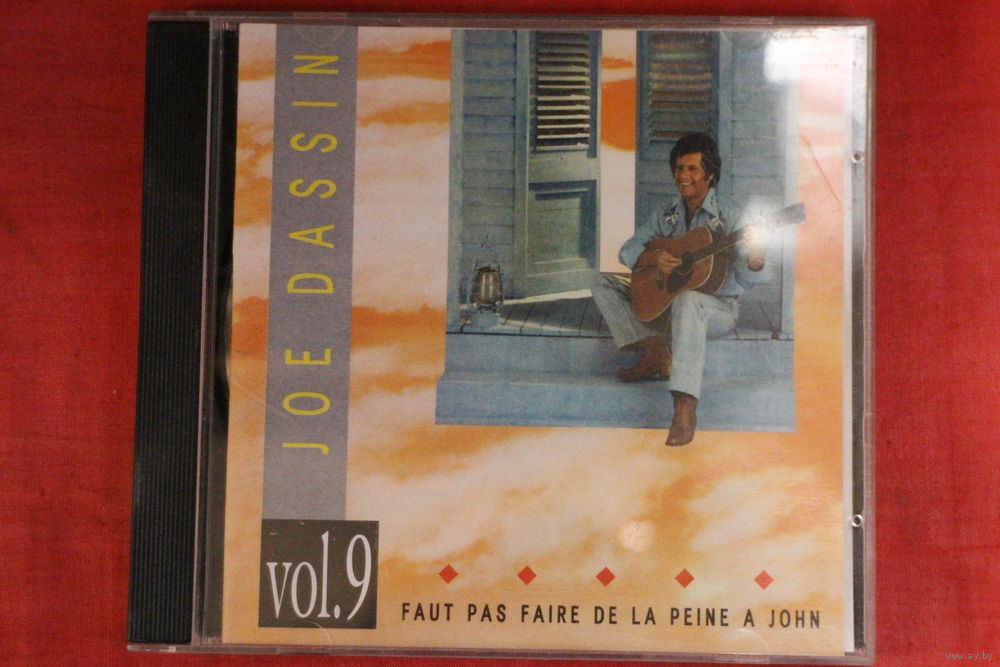 JOE DASSIN
vol.9
FAUT PAS FAIRE DE LA PEINE A JOHN
www.ay.by